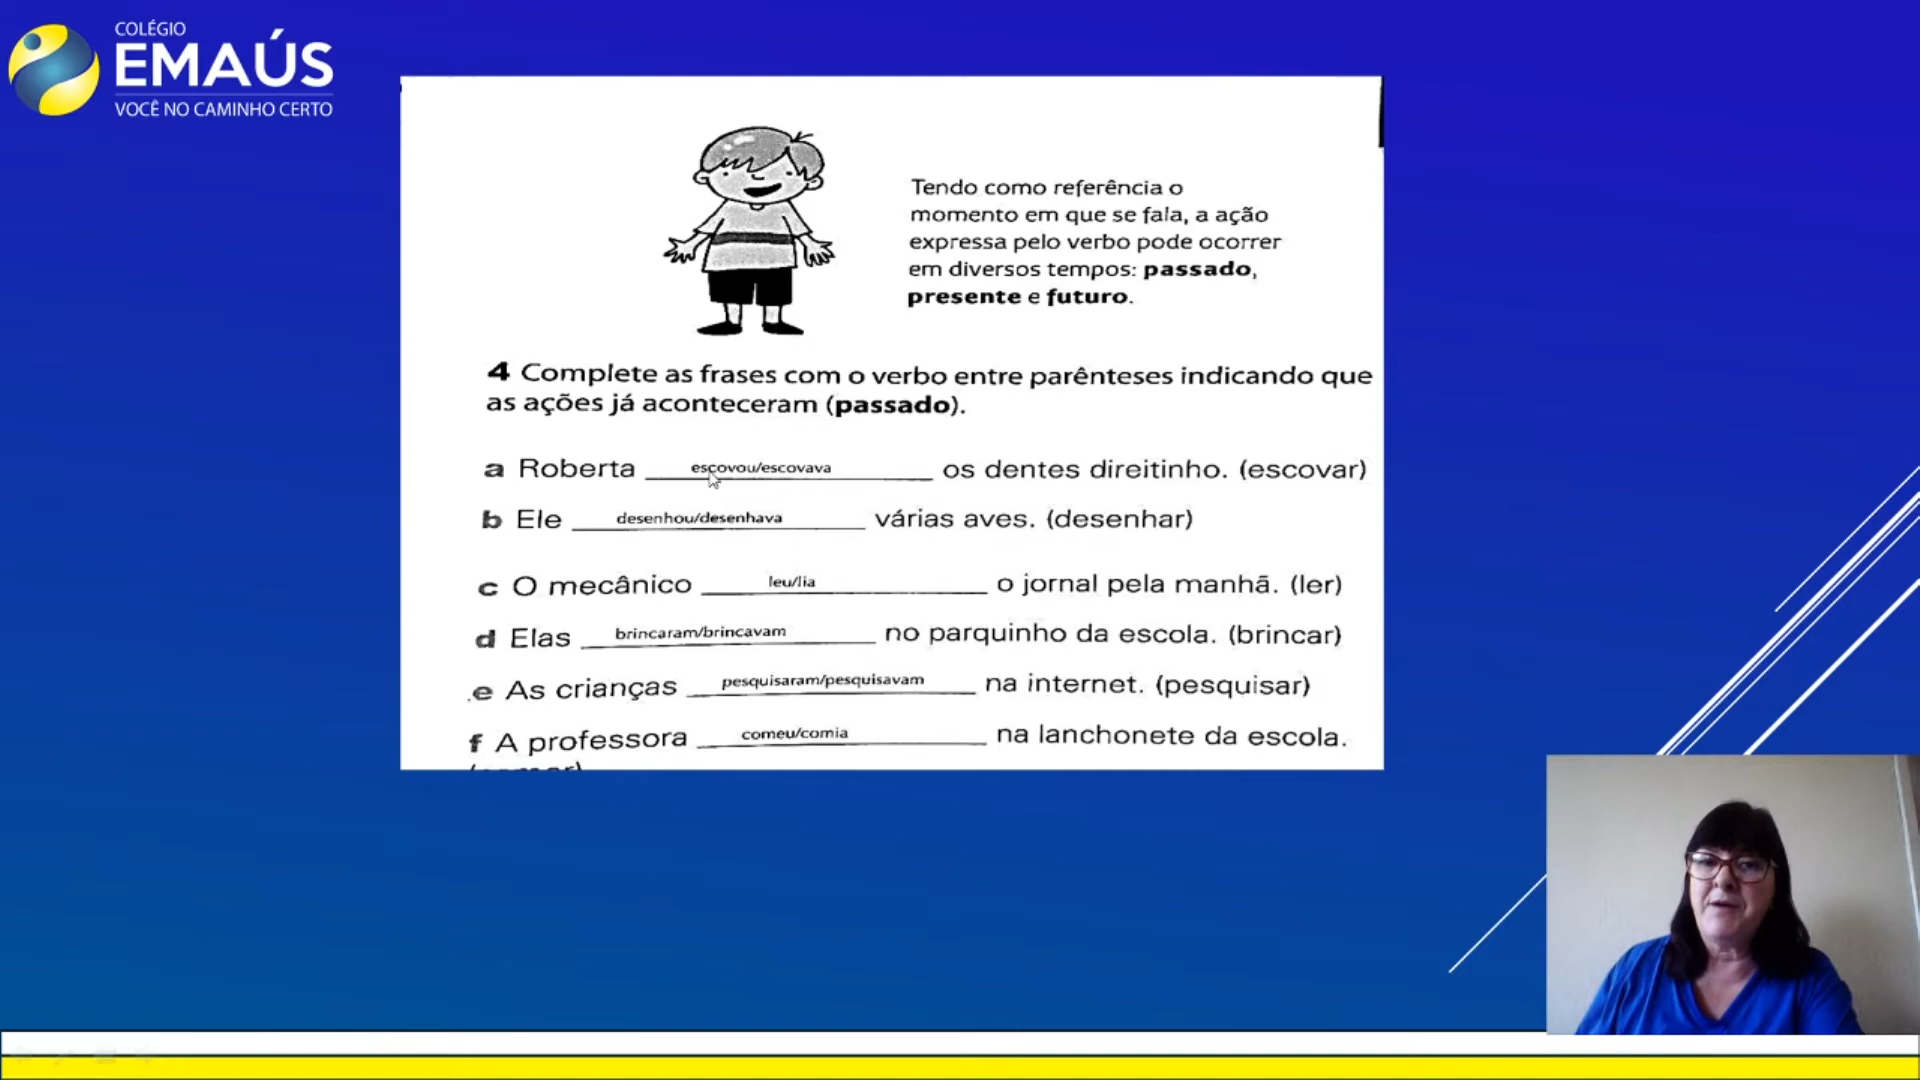 COLÉGIO
EMAÚS
VOCÊ NO CAMINHO CERTO
Tendo como referência o
momento em que se fala, a ação
expressa pelo verbo pode ocorrer
em diversos tempos: passado,
presente e futuro.
4 Complete as frases com o verbo entre parênteses indicando que
as ações já aconteceram (passado).
a Roberta escovou/escovava os dentes direitinho. (escovar)
b Ele desenhou/desenhava várias aves. (desenhar)
c O mecânico leu/lia o jornal pela manhã. (ler)
d Elas brincaram/brincavam no parquinho da escola. (brincar)
e As crianças pesquisaram/pesquisavam na internet. (pesquisar)
f A professora comeu/comia na lanchonete da escola.